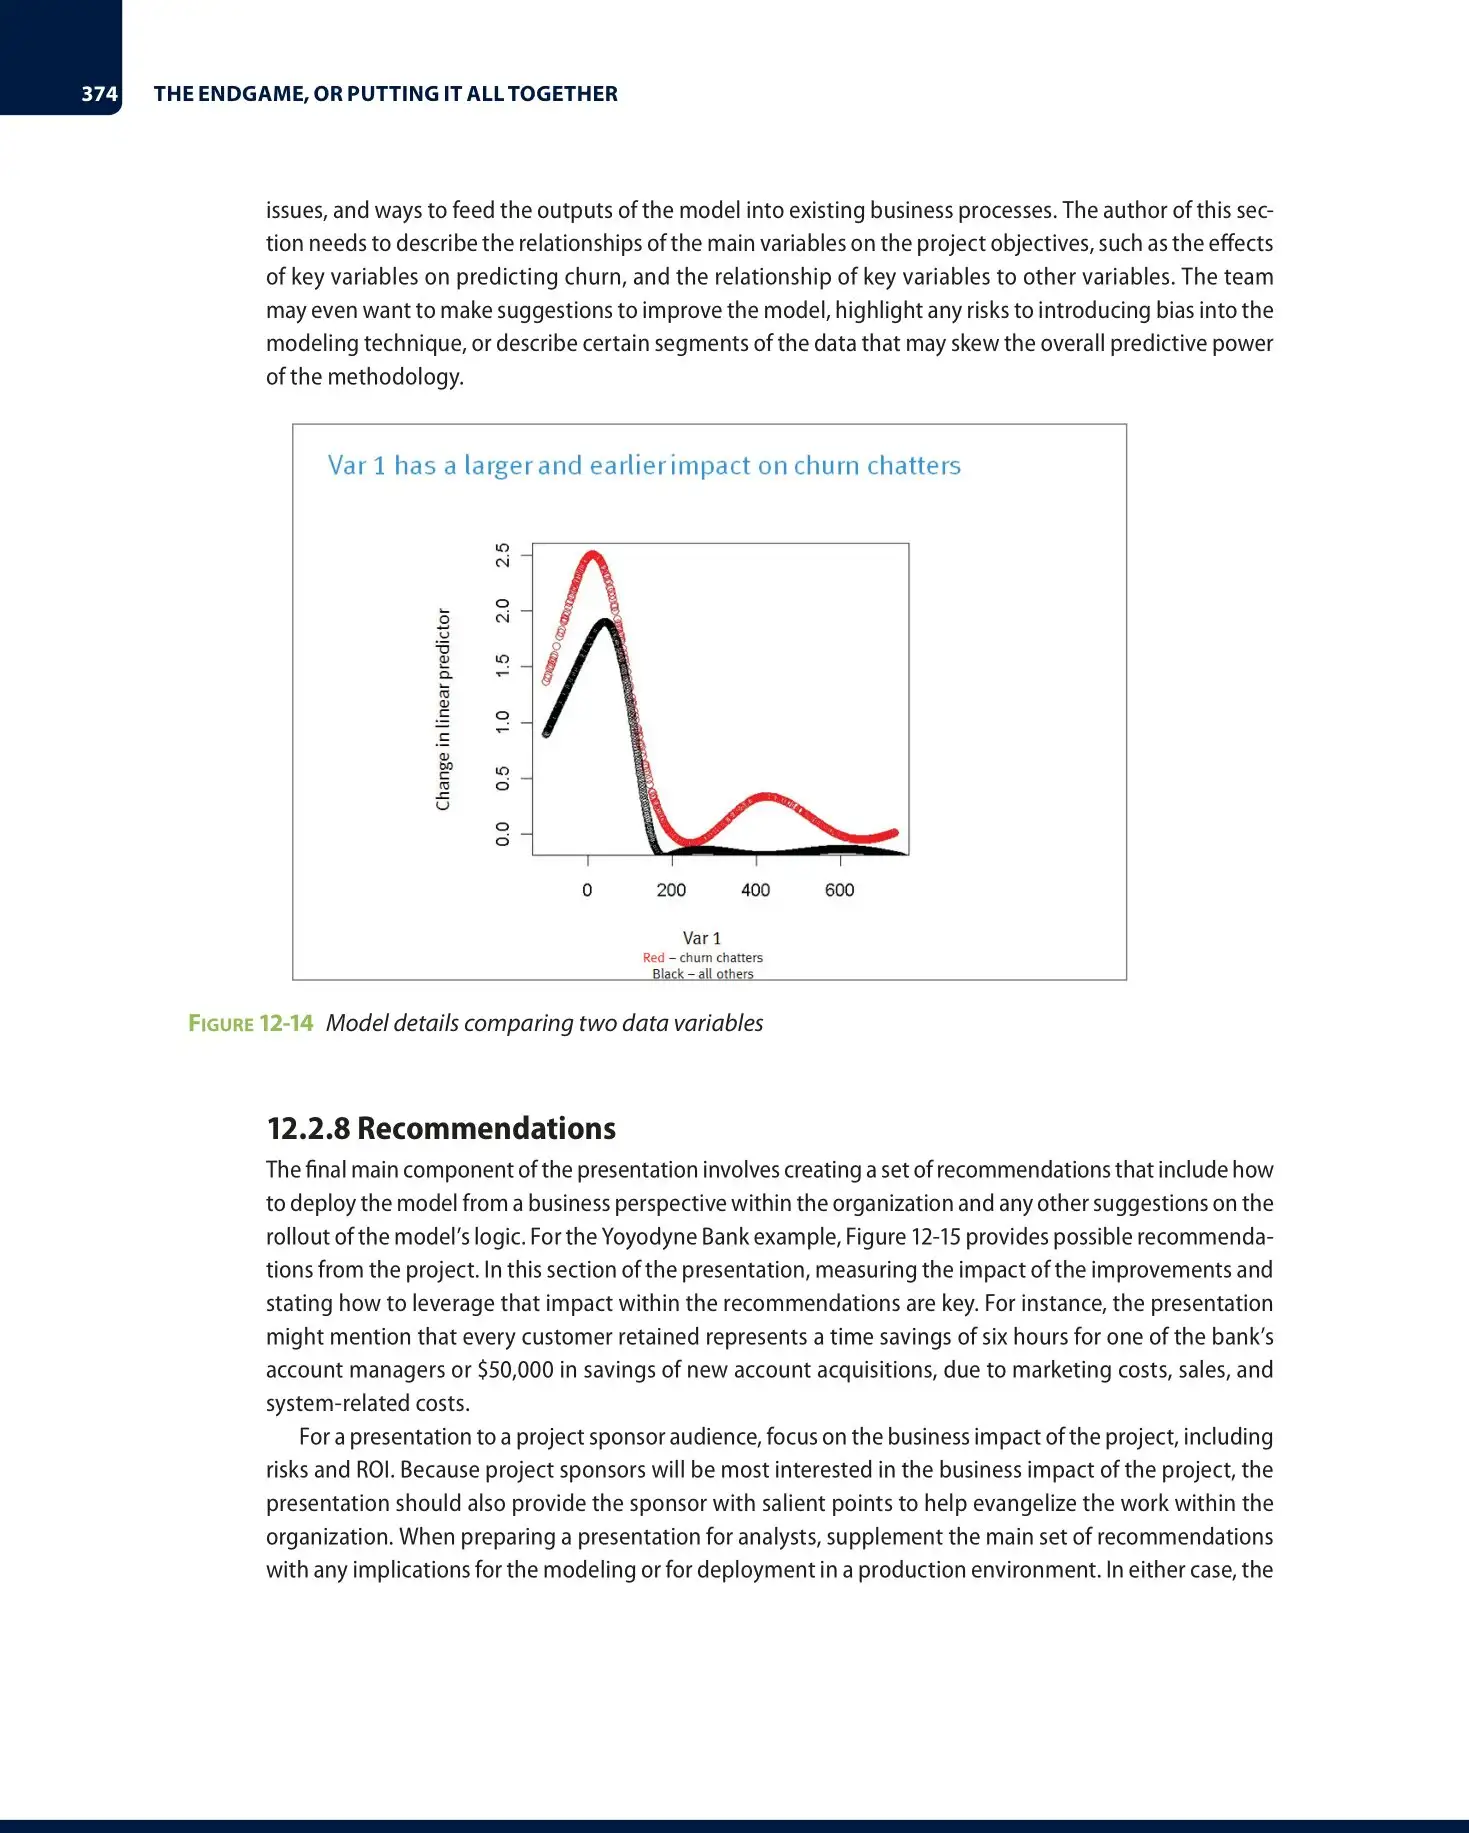 374 THE ENDGAME, OR PUTTING IT ALL TOGETHER
issues, and ways to feed the outputs of the model into existing business processes. The author of this sec-
tion needs to describe the relationships of the main variables on the project objectives, such as the effects
of key variables on predicting churn, and the relationship of key variables to other variables. The team
may even want to make suggestions to improve the model, highlight any risks to introducing bias into the
modeling technique, or describe certain segments of the data that may skew the overall predictive power
of the methodology.
Var 1 has a larger and earlier impact on churn chatters
Change in linear predictor
2.5
2.0
1.5
1.0
0.5
0.0
0 200 400 600
Var 1
Red – churn chatters
Black – all others
FIGURE 12-14 Model details comparing two data variables
12.2.8 Recommendations
The final main component of the presentation involves creating a set of recommendations that include how
to deploy the model from a business perspective within the organization and any other suggestions on the
rollout of the model’s logic. For the Yoyodyne Bank example, Figure 12-15 provides possible recommenda-
tions from the project. In this section of the presentation, measuring the impact of the improvements and
stating how to leverage that impact within the recommendations are key. For instance, the presentation
might mention that every customer retained represents a time savings of six hours for one of the bank’s
account managers or $50,000 in savings of new account acquisitions, due to marketing costs, sales, and
system-related costs.
For a presentation to a project sponsor audience, focus on the business impact of the project, including
risks and ROI. Because project sponsors will be most interested in the business impact of the project, the
presentation should also provide the sponsor with salient points to help evangelize the work within the
organization. When preparing a presentation for analysts, supplement the main set of recommendations
with any implications for the modeling or for deployment in a production environment. In either case, the